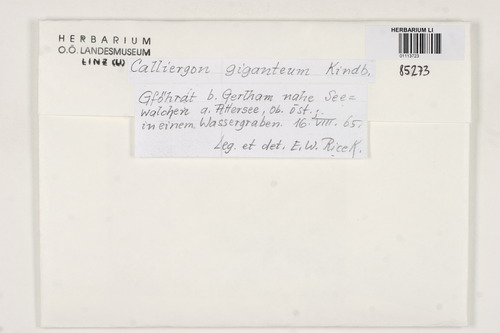 HERBARIUM
O.Ö. LANDESMUSEUM
LINZ (LI)
HERBARIUM LI
01113723
85273
Calliergon giganteum Kindb.
Gföhrat b. Gerlham nahe See=
walchen a. Attersee, Ob. öst.;
in einem Wassergraben. 16. VIII. 65.
Leg. et det. E. W. Ricek.